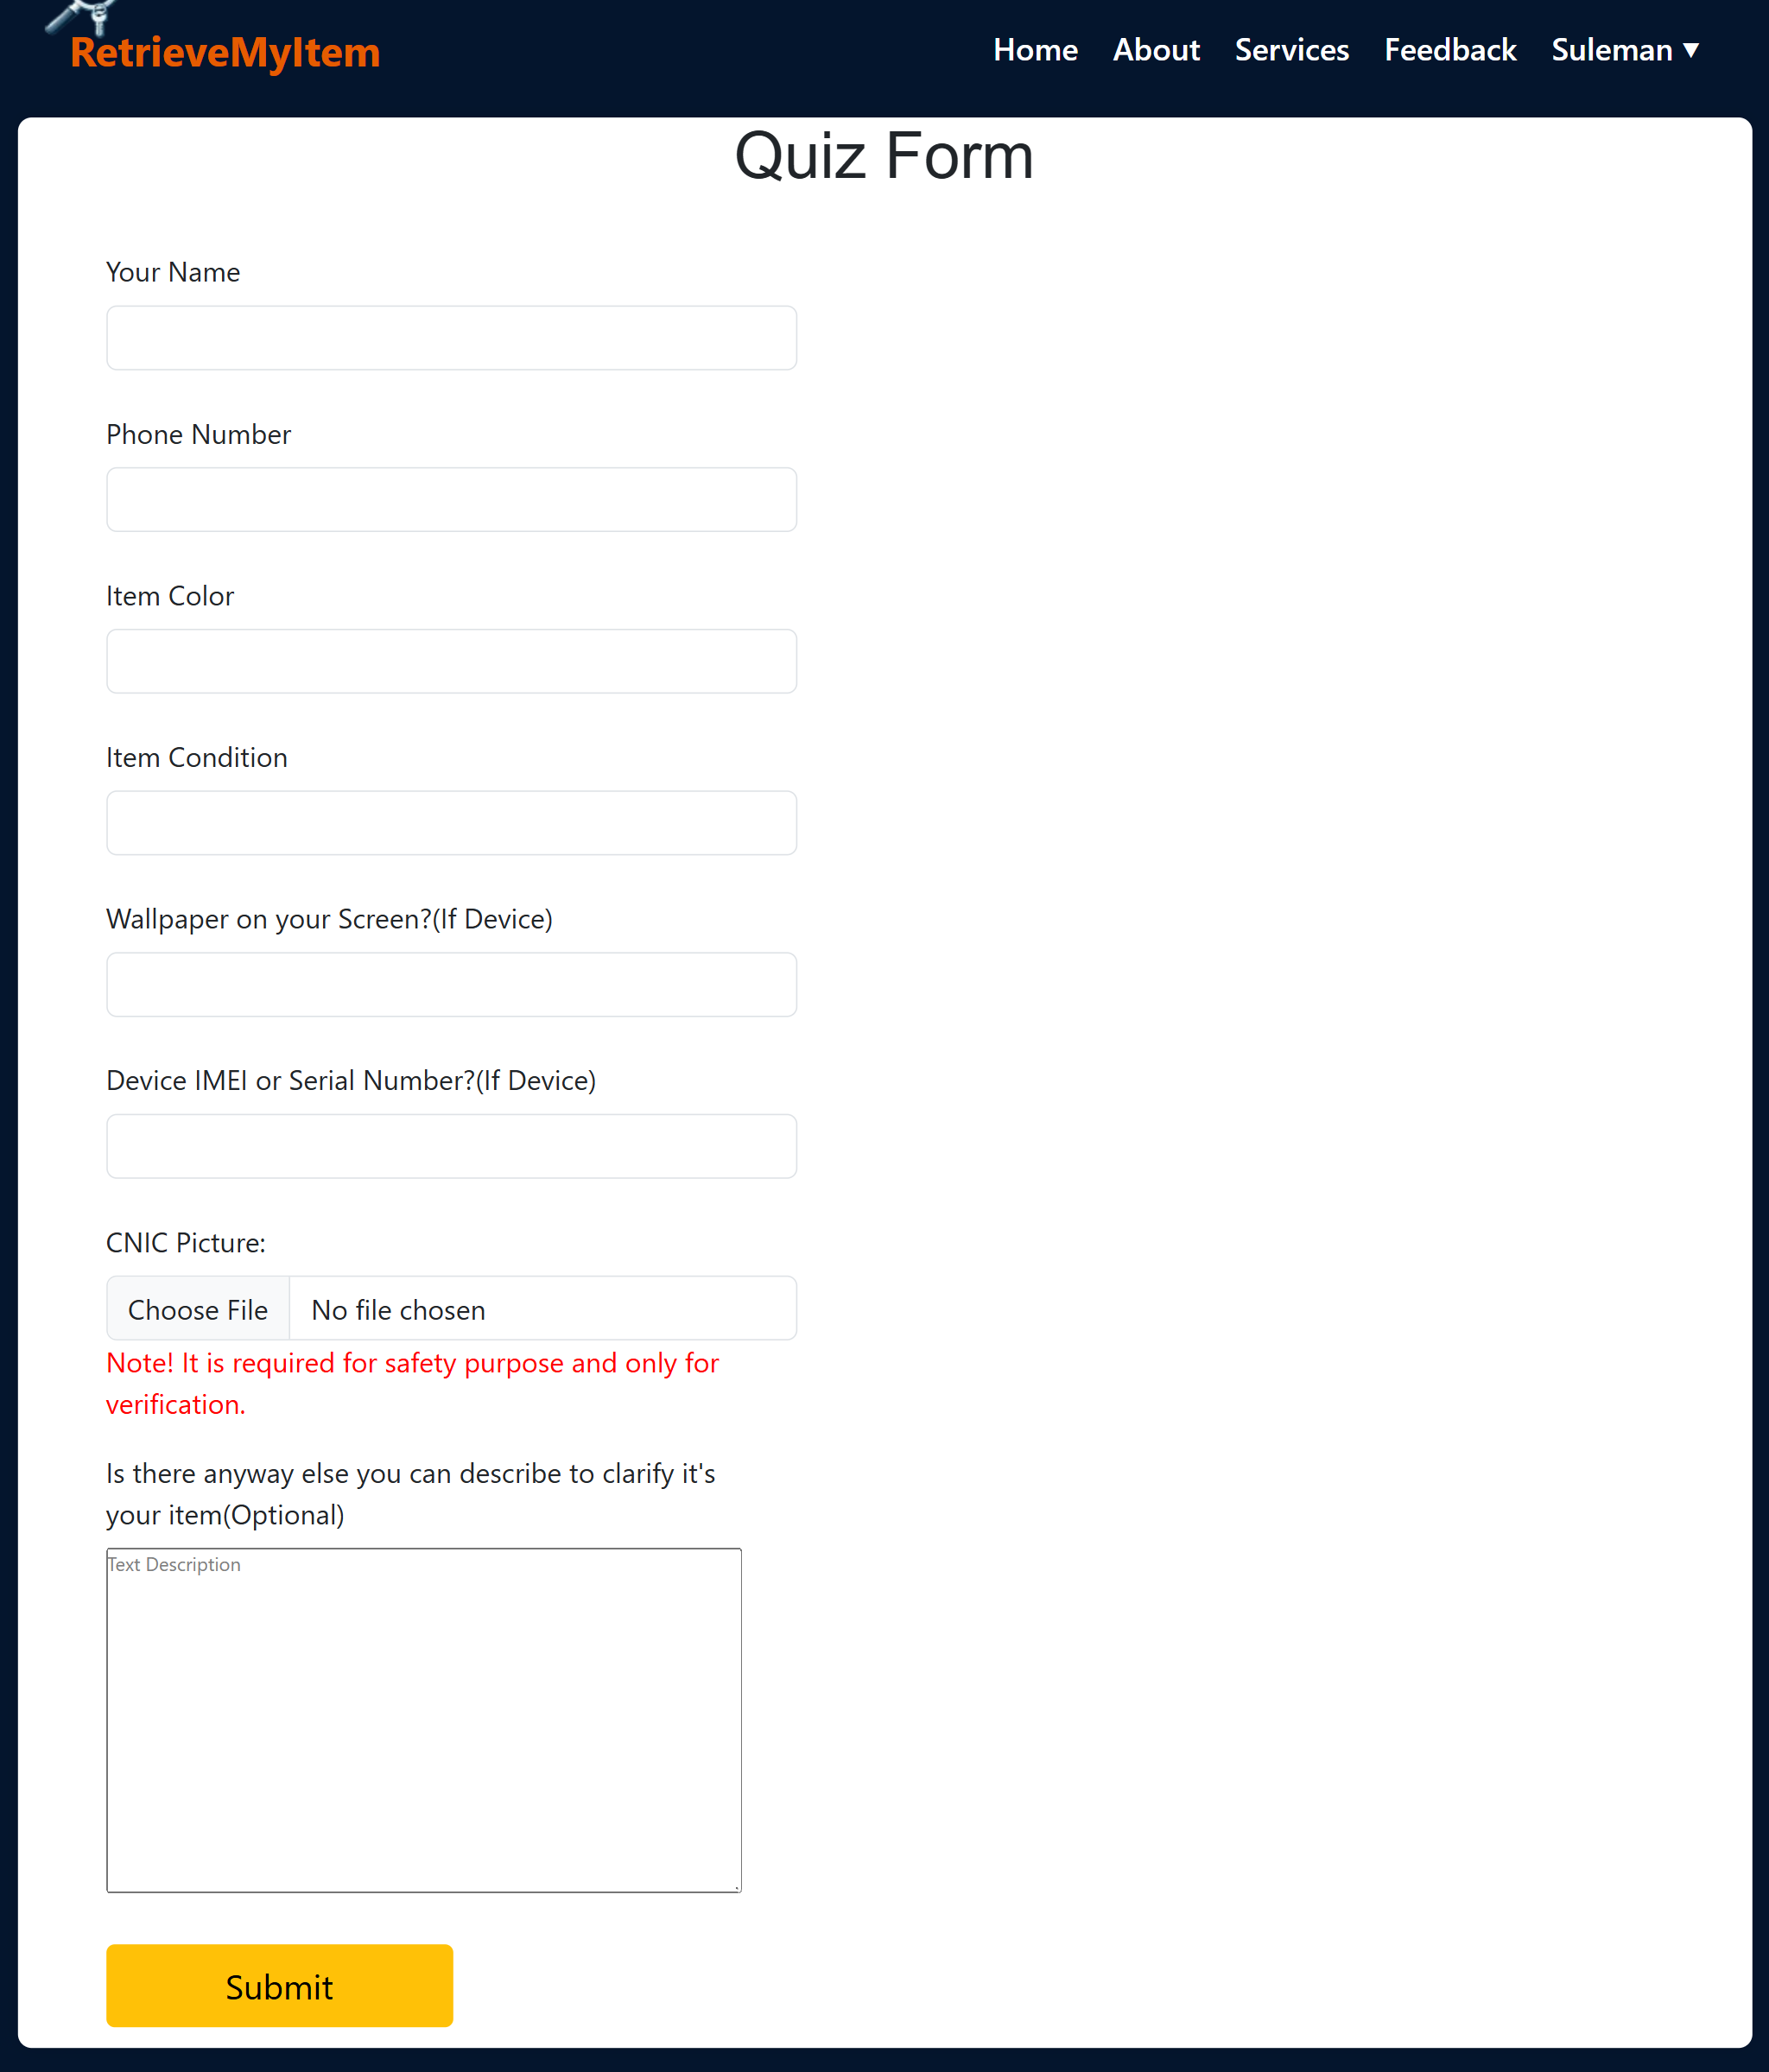 RetrieveMyItem
Home About Services Feedback Suleman ▼
Quiz Form
Your Name
Phone Number
Item Color
Item Condition
Wallpaper on your Screen?(If Device)
Device IMEI or Serial Number?(If Device)
CNIC Picture:
Choose File No file chosen
Note! It is required for safety purpose and only for
verification.
Is there anyway else you can describe to clarify it's
your item(Optional)
Text Description
Submit